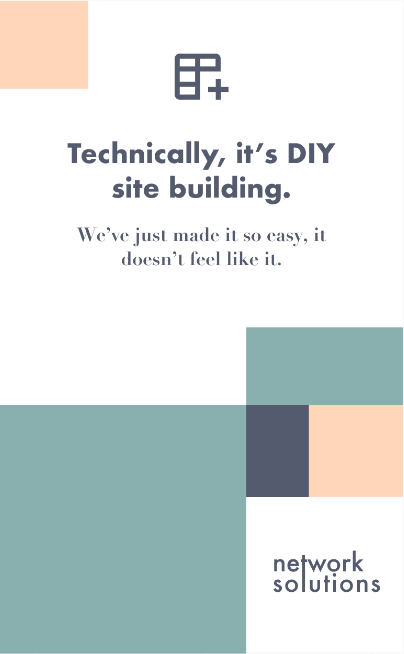 Technically, it’s DIY
site building.
We’ve just made it so easy, it
doesn’t feel like it.
network
solutions